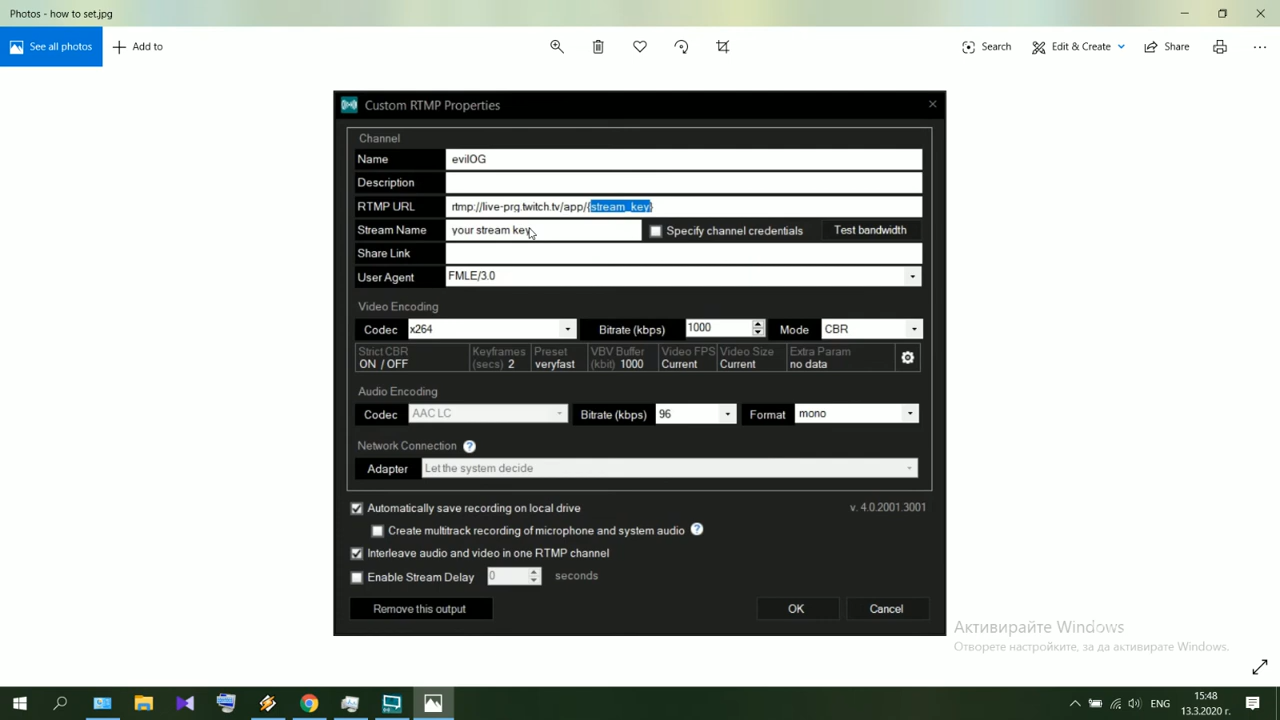 Photos - how to set.jpg
See all photos
Add to
Search
Edit & Create
Share
Custom RTMP Properties
Channel
Name evilOG
Description
RTMP URL rtmp://live-prg.twitch.tv/app/{stream_key}
Stream Name your stream key Specify channel credentials Test bandwidth
Share Link
User Agent FMLE/3.0
Video Encoding
Codec x264 Bitrate (kbps) 1000 Mode CBR
Strict CBR Keyframes Preset VBV Buffer Video FPS Video Size Extra Param
ON / OFF (secs) 2 veryfast (kbit) 1000 Current Current no data
Audio Encoding
Codec AAC LC Bitrate (kbps) 96 Format mono
Network Connection ?
Adapter Let the system decide
Automatically save recording on local drive v. 4.0.2001.3001
Create multitrack recording of microphone and system audio ?
Interleave audio and video in one RTMP channel
Enable Stream Delay 0 seconds
Remove this output OK Cancel
Активирайте Windows
Отворете настройките, за да активирате Windows.
ENG
15:48
13.3.2020 г.